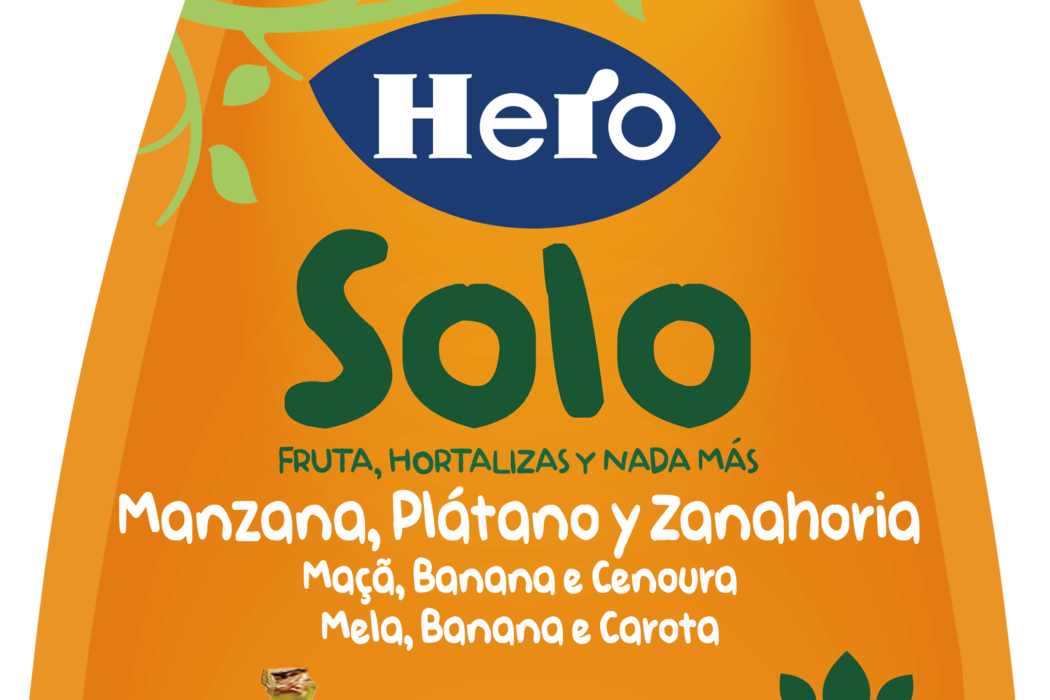 Hero
Solo
FRUTA, HORTALIZAS Y NADA MÁS
Manzana, Plátano y Zanahoria
Maçã, Banana e Cenoura
Mela, Banana e Carota